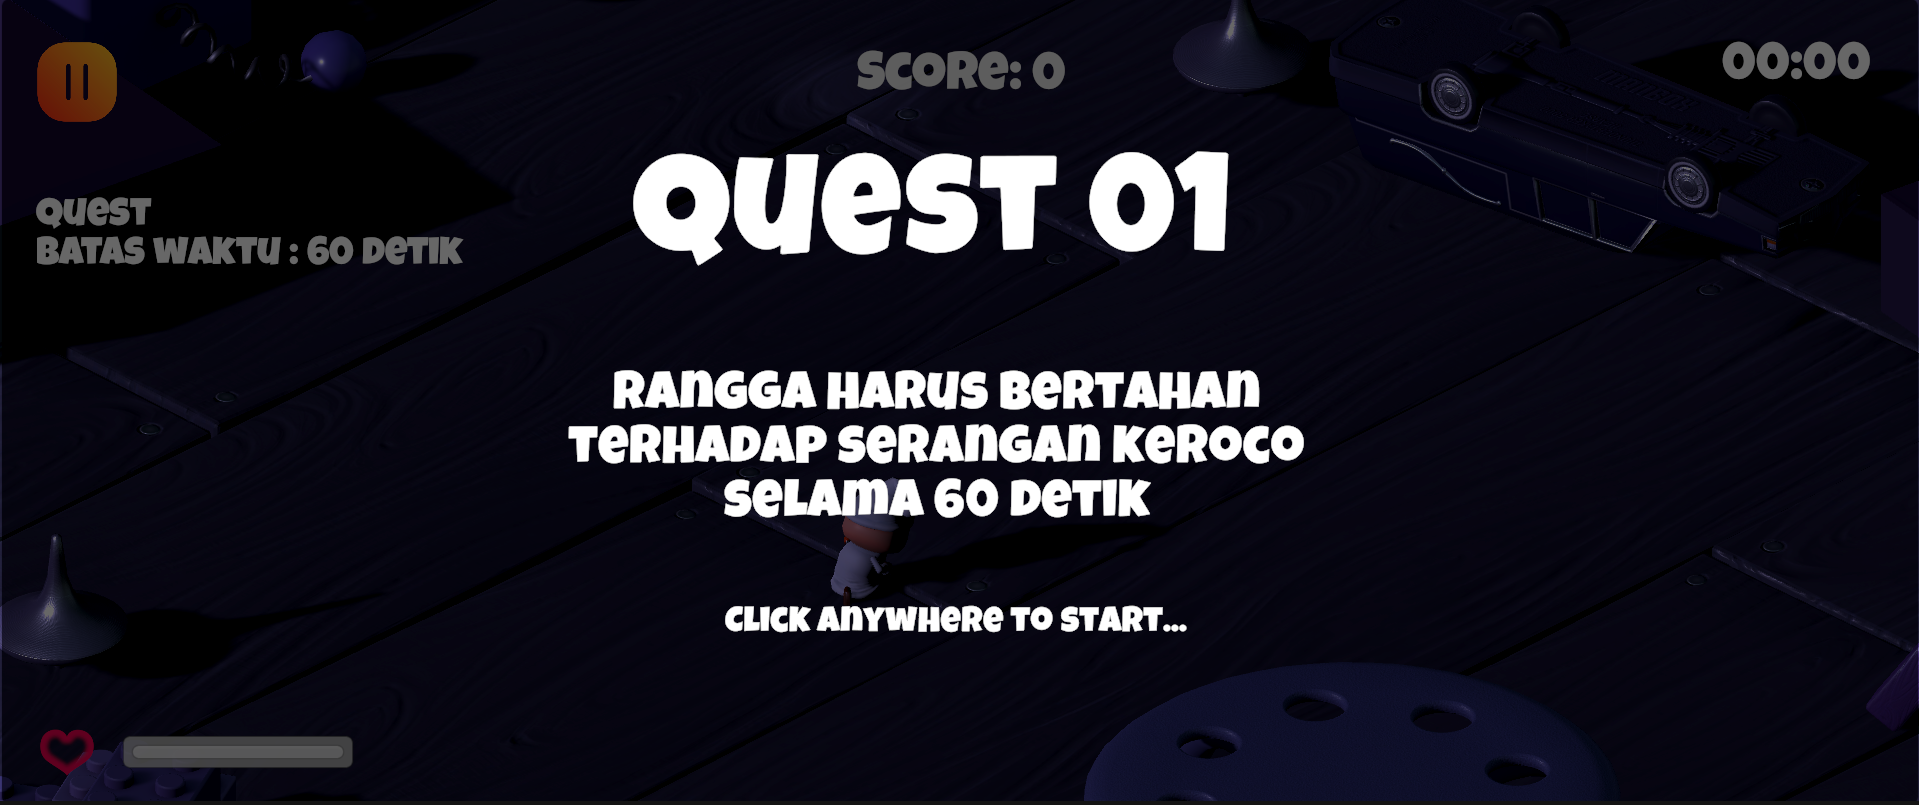 SCORE: 0
00:00
QUEST 01
QUEST
BATAS WAKTU : 60 DETIK
RANGGA HARUS BERTAHAN
TERHADAP SERANGAN KEROCO
SELAMA 60 DETIK
CLICK ANYWHERE TO START...